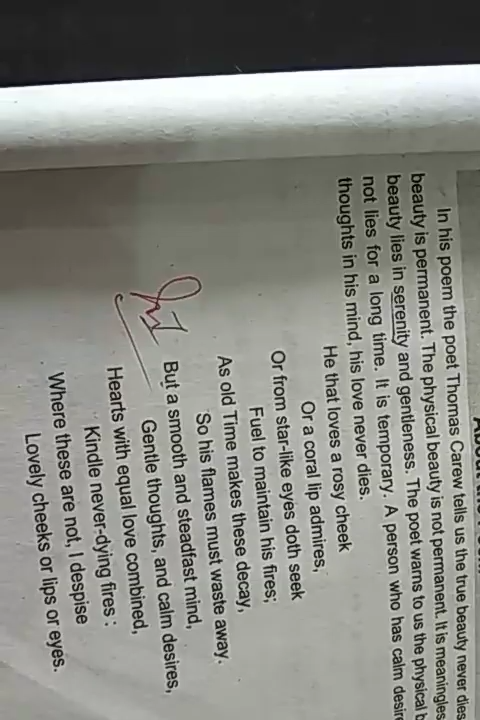 In his poem the poet Thomas Carew tells us the true beauty never dies
beauty is permanent. The physical beauty is not permanent. It is
beauty lies in serenity and gentleness. The poet warns to us the physical
not lies for a long time. It is temporary. A person who has calm
thoughts in his mind, his love never dies.
He that loves a rosy cheek
Or a coral lip admires,
Or from star-like eyes doth seek
Fuel to maintain his fires;
As old Time makes these decay,
So his flames must waste away.
But a smooth and steadfast mind,
Gentle thoughts, and calm desires,
Hearts with equal love combined,
Kindle never-dying fires :
Where these are not, I despise
Lovely cheeks or lips or eyes.